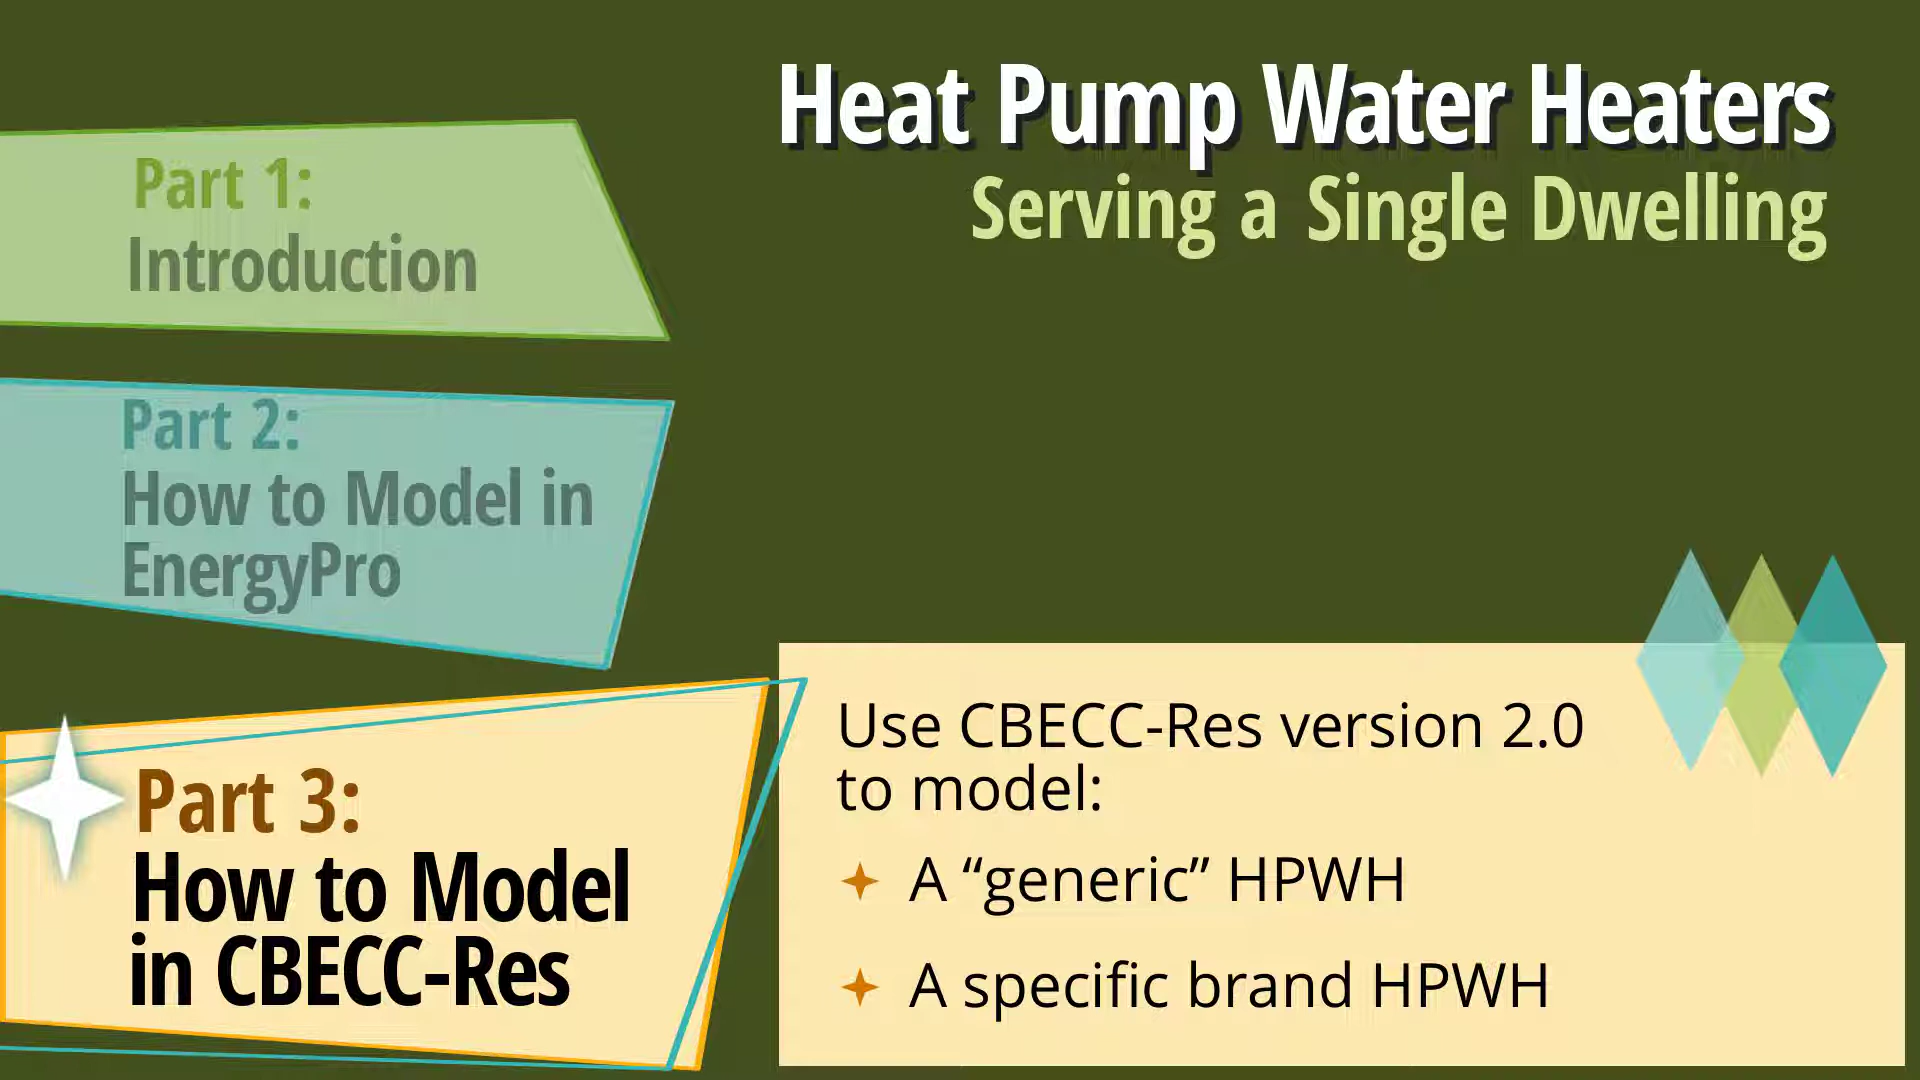 Heat Pump Water Heaters
Serving a Single Dwelling
Part 1:
Introduction
Part 2:
How to Model in
EnergyPro
Part 3:
How to Model
in CBECC-Res
Use CBECC-Res version 2.0
to model:
A “generic” HPWH
A specific brand HPWH